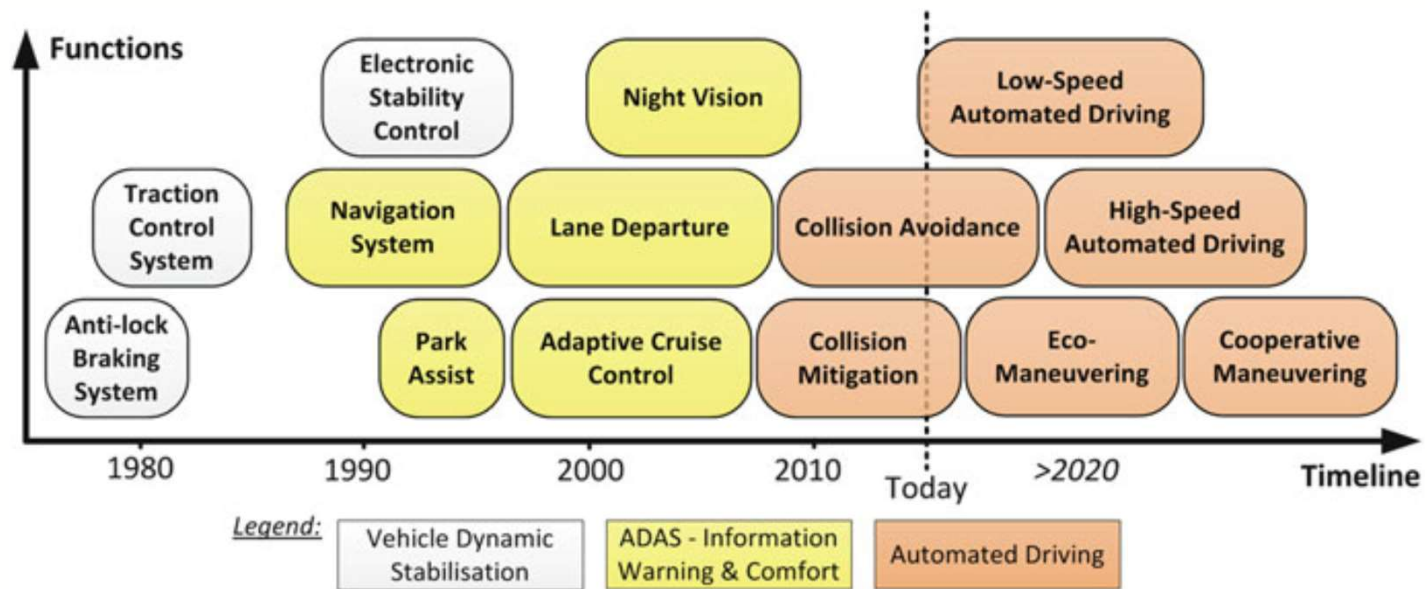 Functions
Electronic
Stability
Control
Night Vision
Low-Speed
Automated Driving
Traction
Control
System
Navigation
System
Lane Departure
Collision Avoidance
High-Speed
Automated Driving
Anti-lock
Braking
System
Park
Assist
Adaptive Cruise
Control
Collision
Mitigation
Eco-
Maneuvering
Cooperative
Maneuvering
1980
1990
2000
2010
Today
>2020
Timeline
Legend:
Vehicle Dynamic
Stabilisation
ADAS - Information
Warning & Comfort
Automated Driving